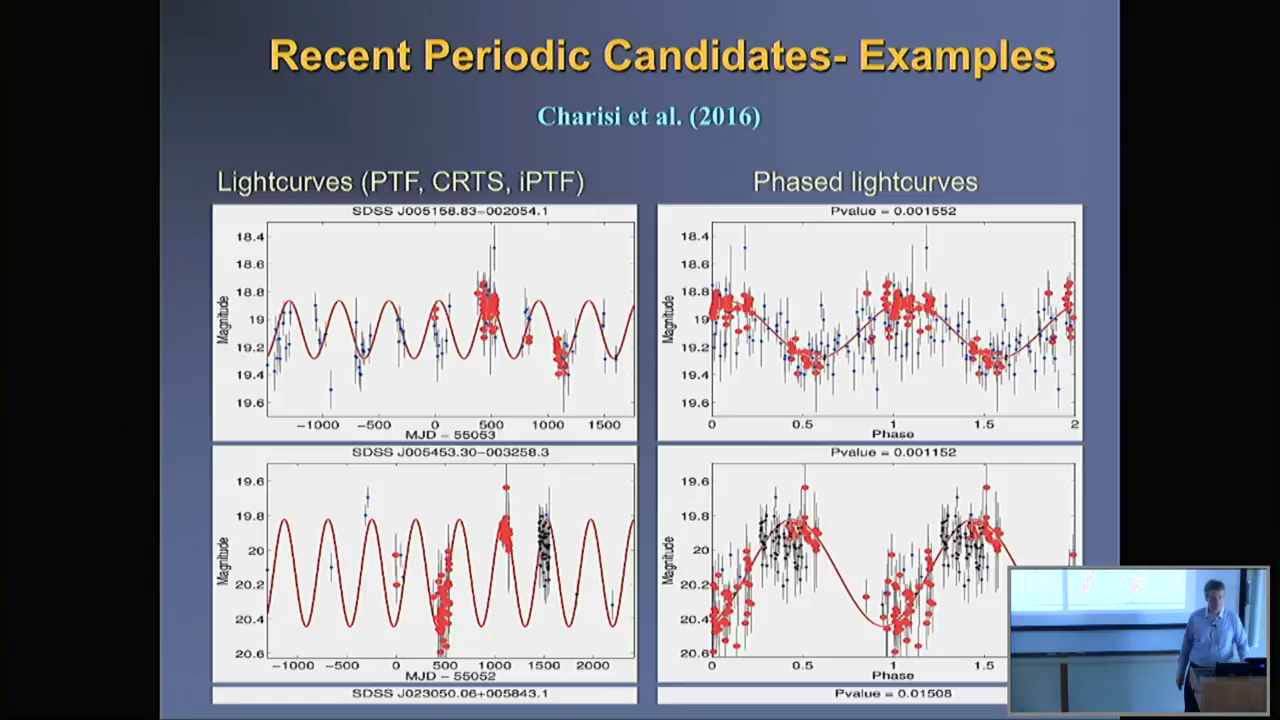 Recent Periodic Candidates- Examples
Charisi et al. (2016)
Lightcurves (PTF, CRTS, iPTF)
Phased lightcurves
SDSS J005158.83−002054.1
Magnitude
18.4
18.6
18.8
19
19.2
19.4
19.6
−1000 −500 0 500 1000 1500
MJD − 55053
Pvalue = 0.001552
Magnitude
18.4
18.6
18.8
19
19.2
19.4
19.6
0 0.5 1 1.5 2
Phase
SDSS J005453.30−003258.3
Magnitude
19.6
19.8
20
20.2
20.4
20.6
−1000 −500 0 500 1000 1500 2000
MJD − 55052
Pvalue = 0.001152
Magnitude
19.6
19.8
20
20.2
20.4
20.6
0 0.5 1 1.5
Phase
SDSS J023050.06+005843.1
Pvalue = 0.01508